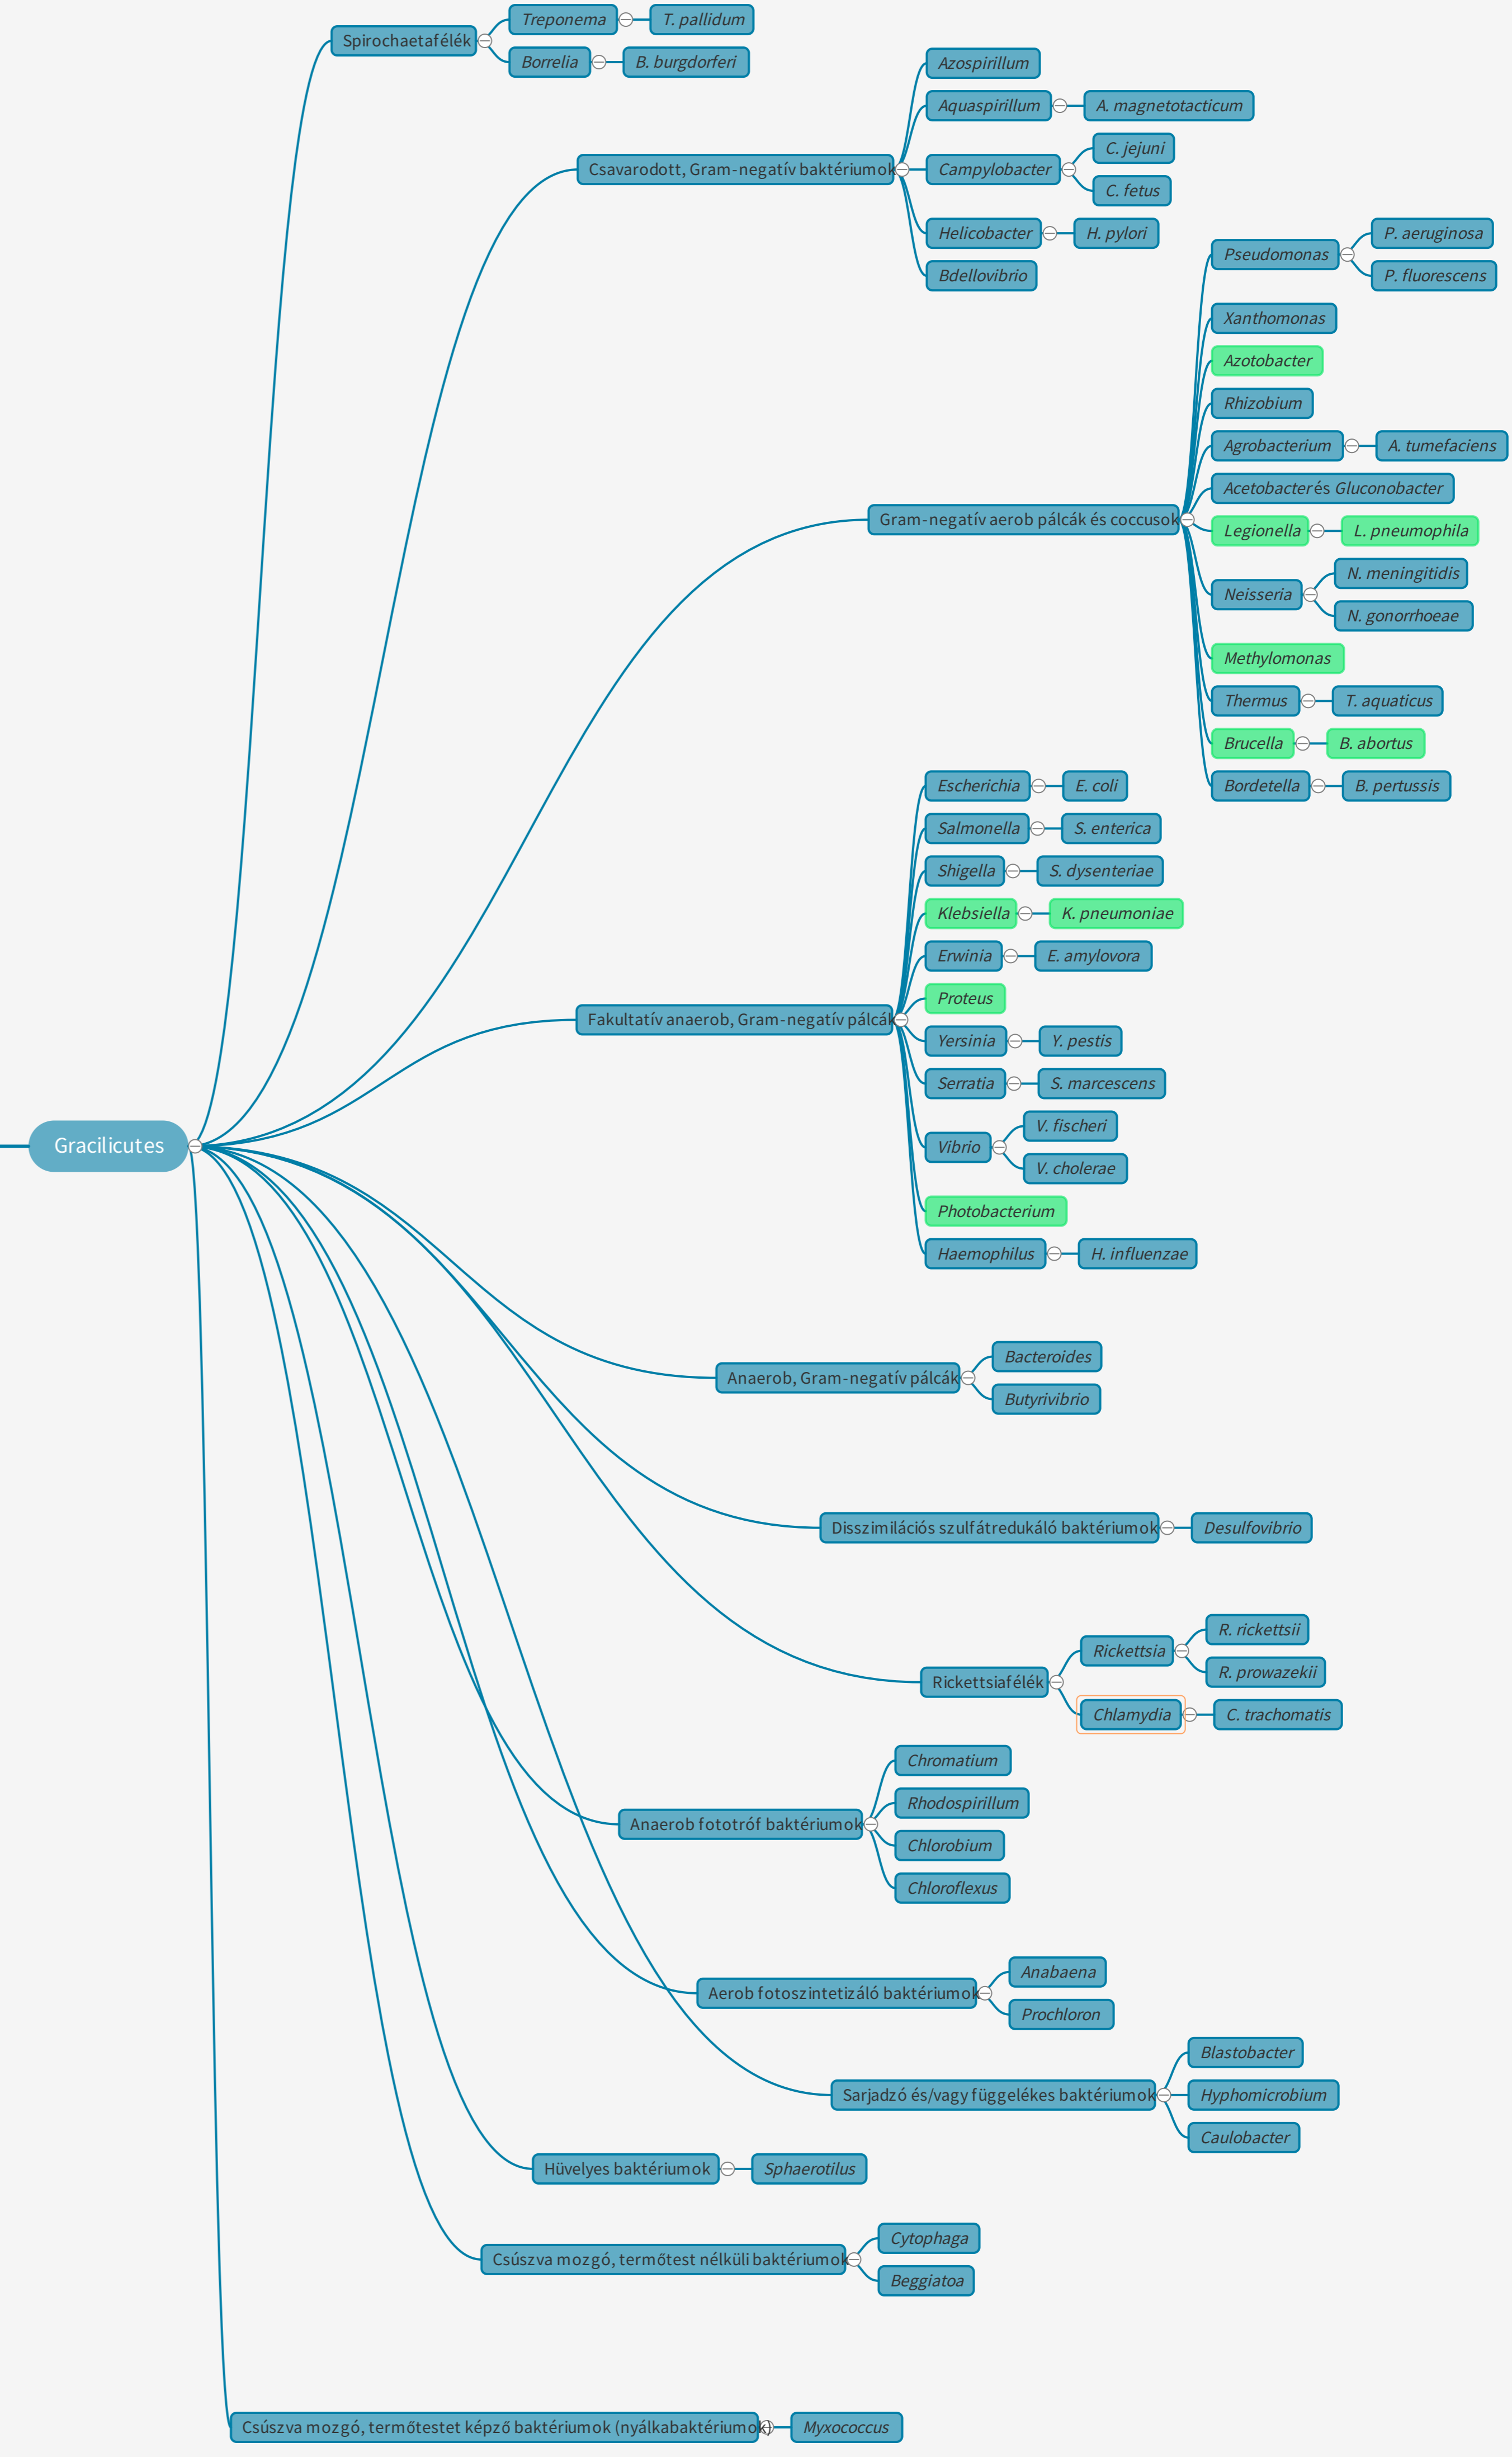 Gracilicutes
Spirochaetafélék
Treponema
T. pallidum
Borrelia
B. burgdorferi
Csavarodott, Gram-negatív baktériumok
Azospirillum
Aquaspirillum
A. magnetotacticum
Campylobacter
C. jejuni
C. fetus
Helicobacter
H. pylori
Bdellovibrio
Gram-negatív aerob pálcák és coccusok
Pseudomonas
P. aeruginosa
P. fluorescens
Xanthomonas
Azotobacter
Rhizobium
Agrobacterium
A. tumefaciens
Acetobacter és Gluconobacter
Legionella
L. pneumophila
Neisseria
N. meningitidis
N. gonorrhoeae
Methylomonas
Thermus
T. aquaticus
Brucella
B. abortus
Bordetella
B. pertussis
Fakultatív anaerob, Gram-negatív pálcák
Escherichia
E. coli
Salmonella
S. enterica
Shigella
S. dysenteriae
Klebsiella
K. pneumoniae
Erwinia
E. amylovora
Proteus
Yersinia
Y. pestis
Serratia
S. marcescens
Vibrio
V. fischeri
V. cholerae
Photobacterium
Haemophilus
H. influenzae
Anaerob, Gram-negatív pálcák
Bacteroides
Butyrivibrio
Disszimilációs szulfátredukáló baktériumok
Desulfovibrio
Rickettsiafélék
Rickettsia
R. rickettsii
R. prowazekii
Chlamydia
C. trachomatis
Anaerob fototróf baktériumok
Chromatium
Rhodospirillum
Chlorobium
Chloroflexus
Aerob fotoszintetizáló baktériumok
Anabaena
Prochloron
Sarjadzó és/vagy függelékes baktériumok
Blastobacter
Hyphomicrobium
Caulobacter
Hüvelyes baktériumok
Sphaerotilus
Csúszva mozgó, termőtest nélküli baktériumok
Cytophaga
Beggiatoa
Csúszva mozgó, termőtestet képző baktériumok (nyálkabaktériumok)
Myxococcus